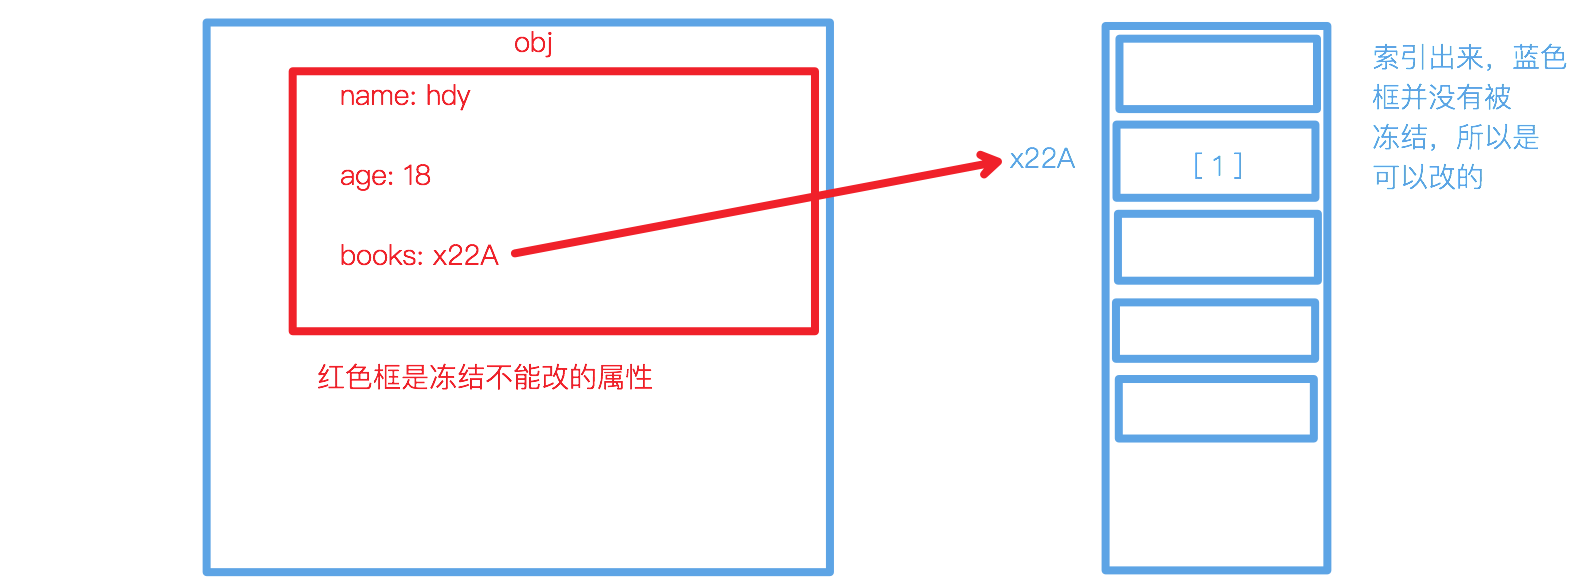 obj
name: hdy
age: 18
books: x22A
红色框是冻结不能改的属性
x22A
[ 1 ]
索引出来，蓝色
框并没有被
冻结，所以是
可以改的